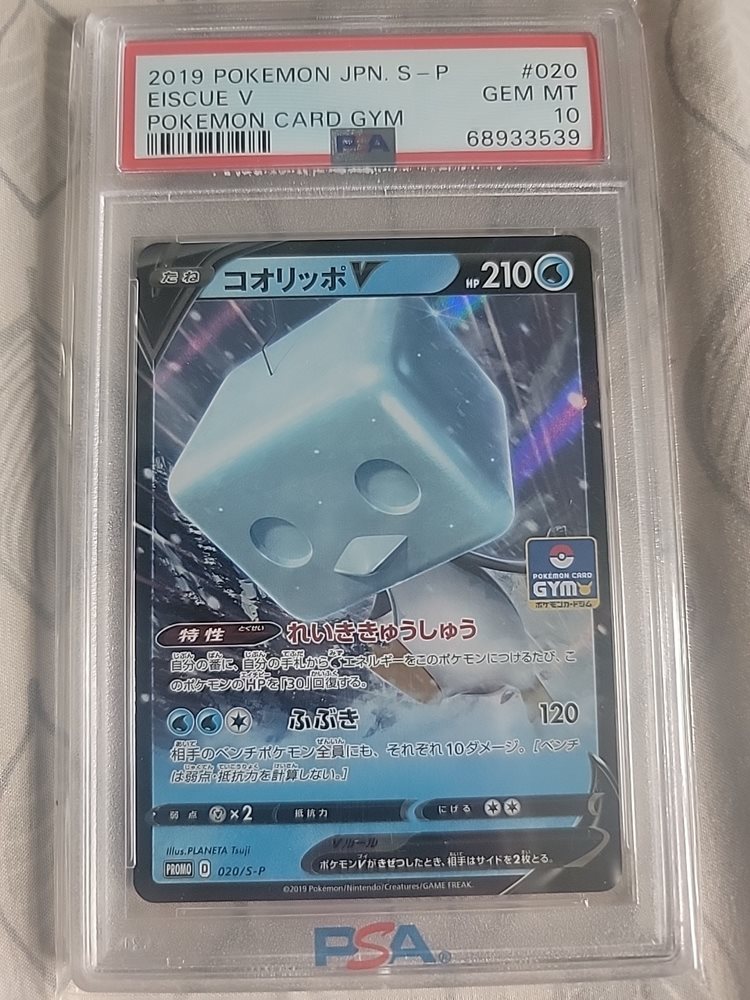 2019 POKEMON JPN. S-P #020
EISCUE V GEM MT
POKEMON CARD GYM 10
68933539
PSA
たね コオリッポV HP210
POKÉMON CARD
GYM
ポケモンカードジム
特性 とくせい れいききゅうしゅう
自分の番に、自分の手札からエネルギーをこのポケモンにつけるたび、こ
のポケモンのHPを「30」回復する。
ふぶき 120
相手のベンチポケモン全員にも、それぞれ10ダメージ。[ベンチ
は弱点・抵抗力を計算しない。]
弱点 ×2 抵抗力 にげる
Illus.PLANETA Tsuji Vルール
PROMO D 020/S-P ポケモンVがきぜつしたとき、相手はサイドを2枚とる。
©2019 Pokémon/Nintendo/Creatures/GAME FREAK.
PSA®